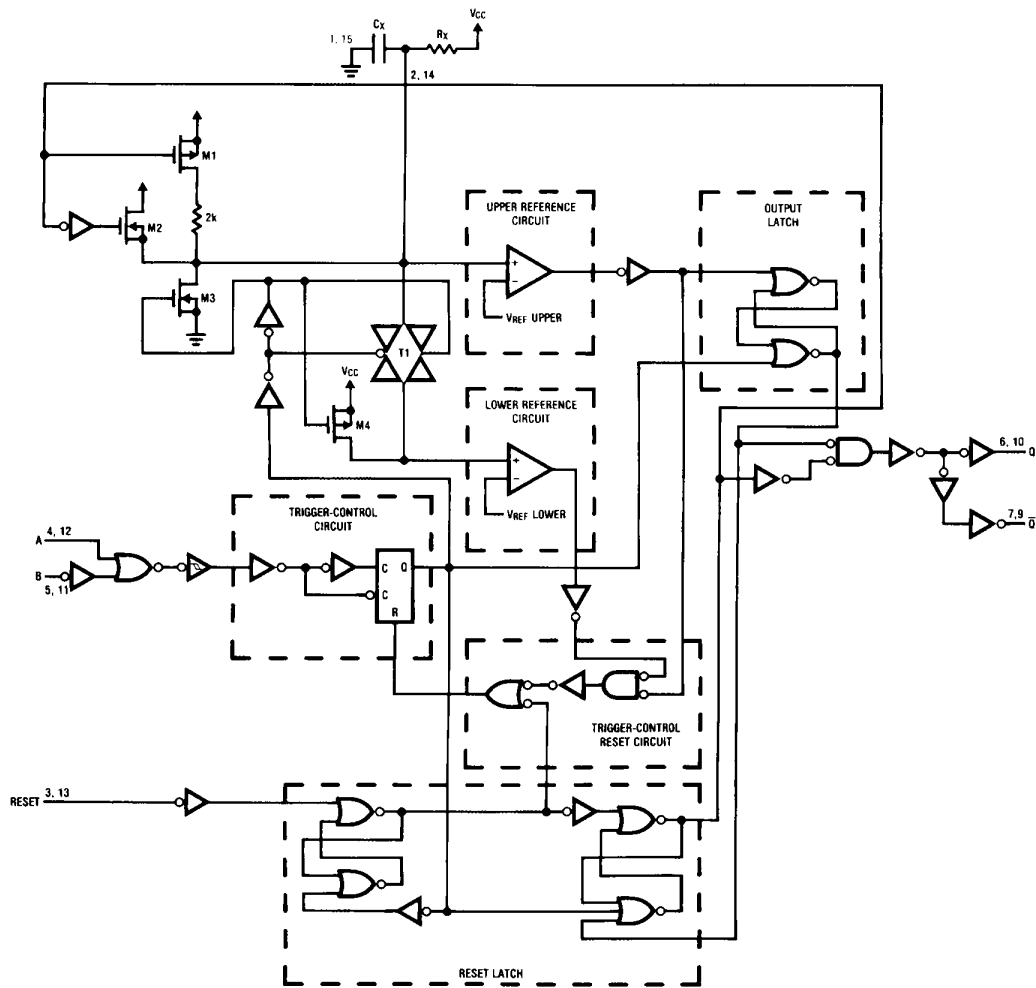 VCC
CX
RX
1, 15
2, 14
M1
M2
2k
M3
UPPER REFERENCE
CIRCUIT
+
−
VREF UPPER
OUTPUT
LATCH
T1
VCC
M4
LOWER REFERENCE
CIRCUIT
+
−
VREF LOWER
6, 10
Q
7,9
Q̅
TRIGGER-CONTROL
CIRCUIT
A
4, 12
B
5, 11
C
Q
C
R
TRIGGER-CONTROL
RESET CIRCUIT
RESET
3, 13
RESET LATCH